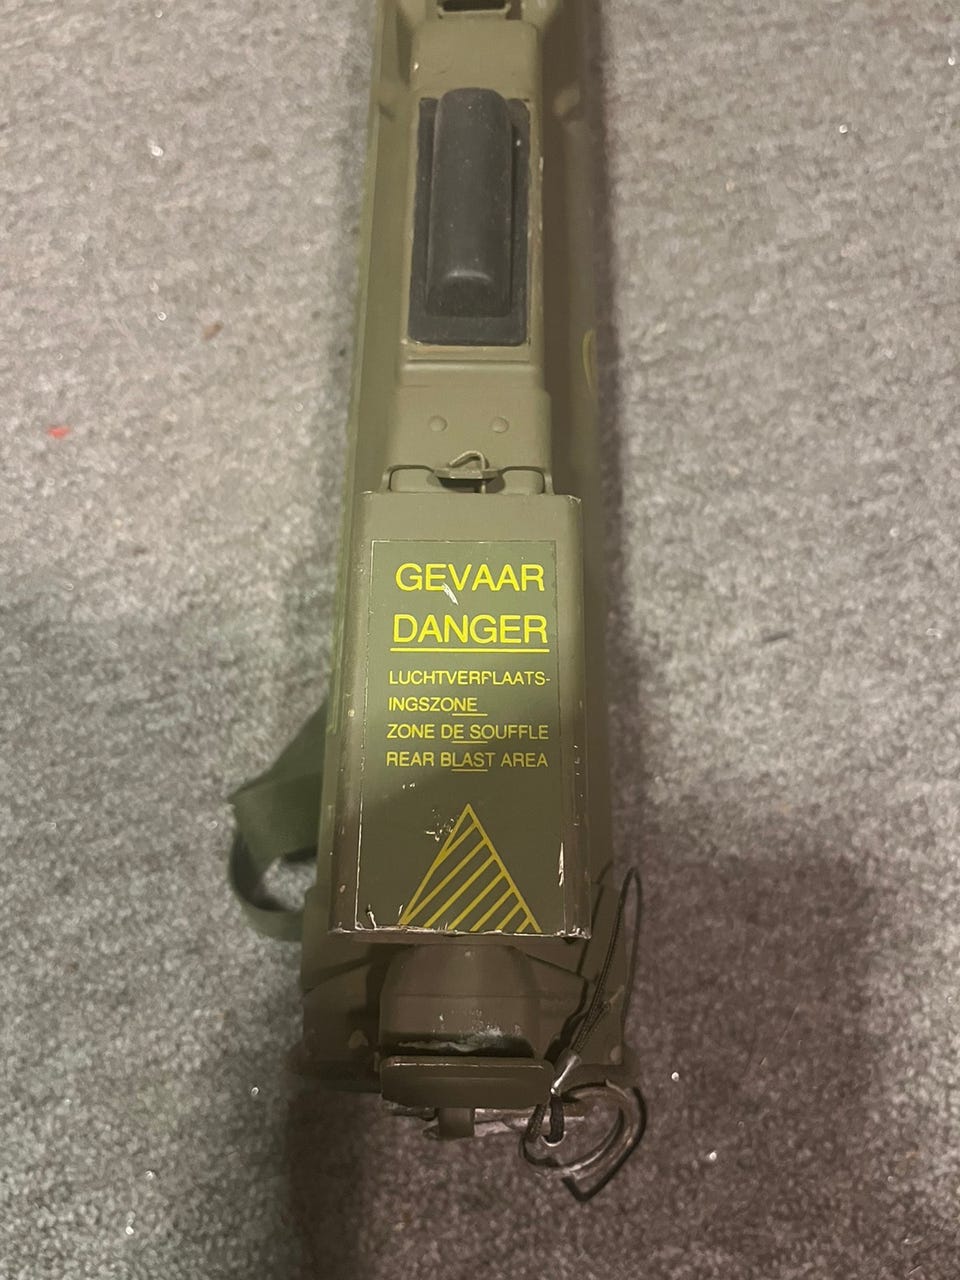 GEVAAR
DANGER
LUCHTVERPLAATS-
INGSZONE
ZONE DE SOUFFLE
REAR BLAST AREA